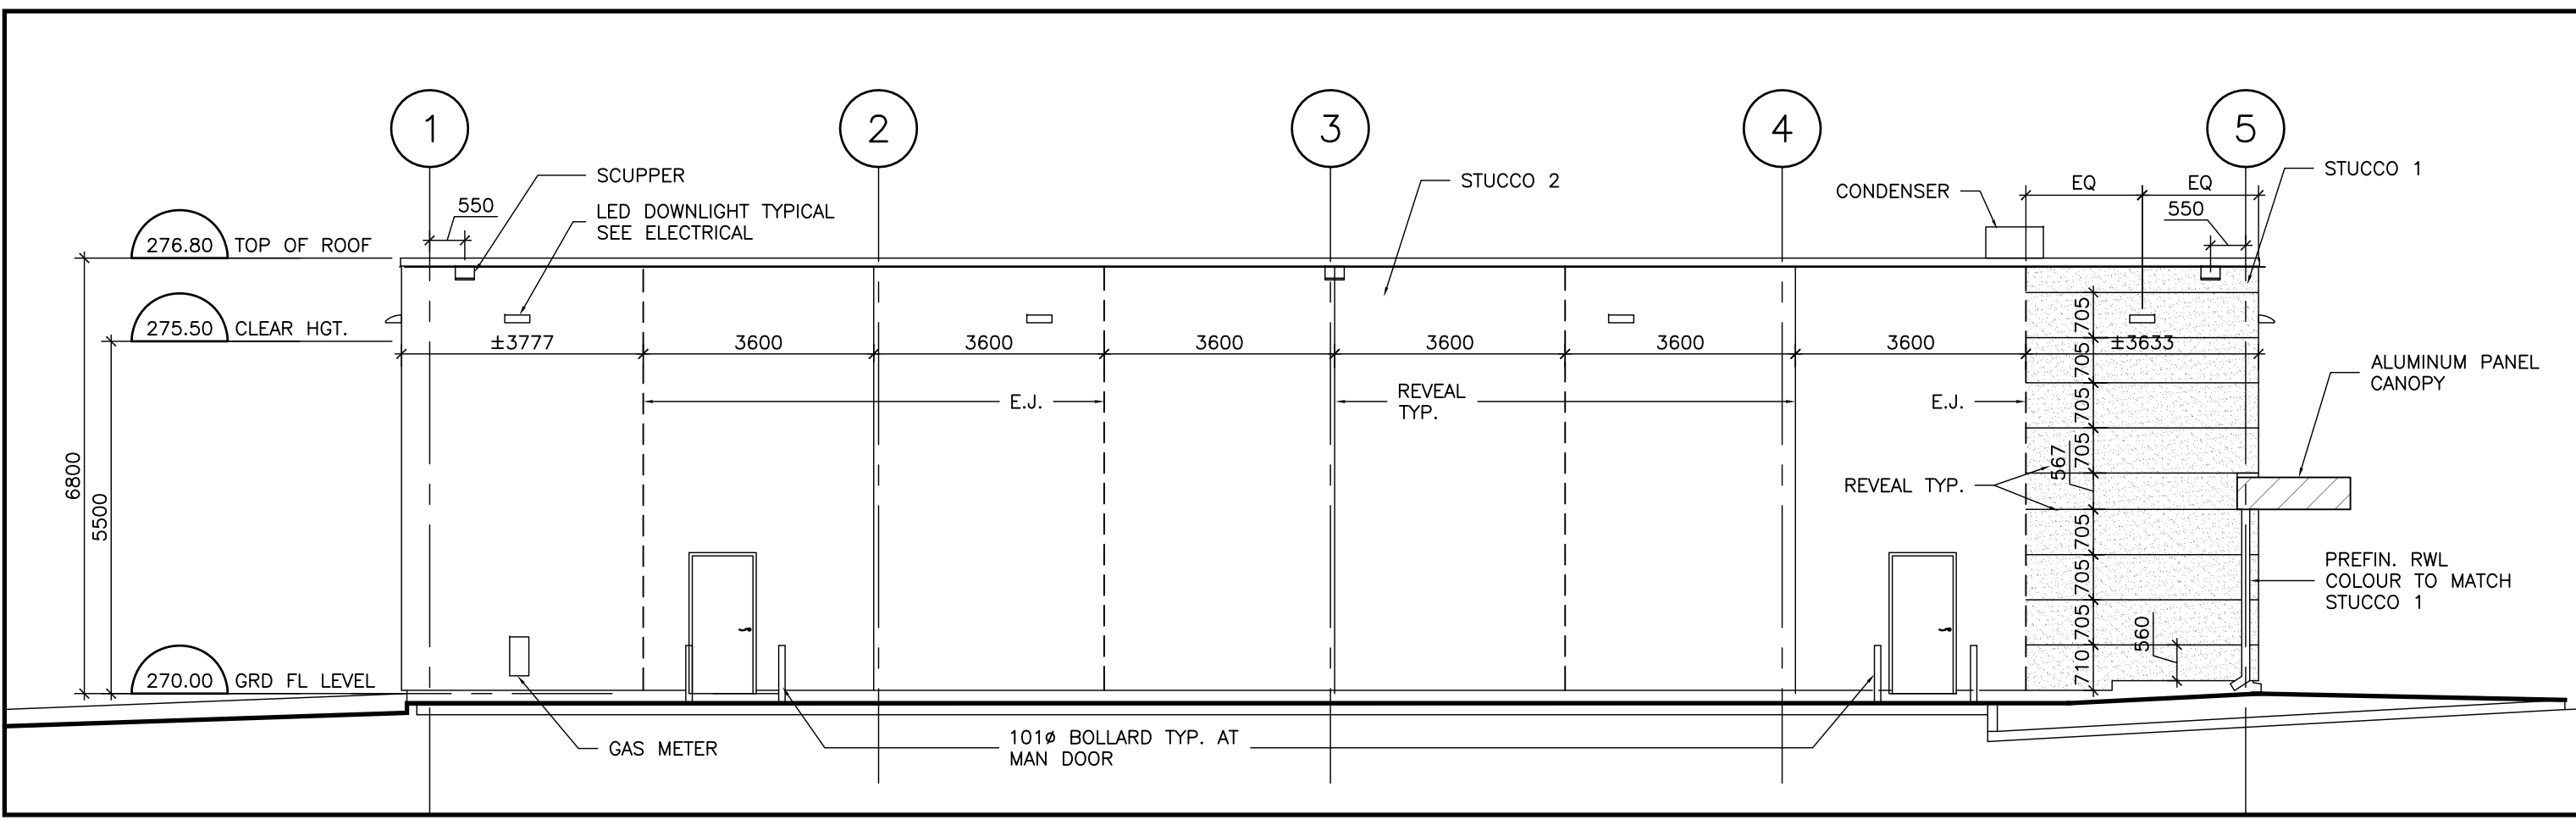 1
2
3
4
5
SCUPPER
STUCCO 2
STUCCO 1
CONDENSER
EQ
EQ
550
LED DOWNLIGHT TYPICAL
SEE ELECTRICAL
550
276.80 TOP OF ROOF
275.50 CLEAR HGT.
±3777
3600
3600
3600
3600
3600
3600
±3633
705
705
705
705
567
705
705
705
710
560
ALUMINUM PANEL
CANOPY
E.J.
REVEAL
TYP.
E.J.
6800
5500
REVEAL TYP.
PREFIN. RWL
COLOUR TO MATCH
STUCCO 1
270.00 GRD FL LEVEL
GAS METER
101ø BOLLARD TYP. AT
MAN DOOR